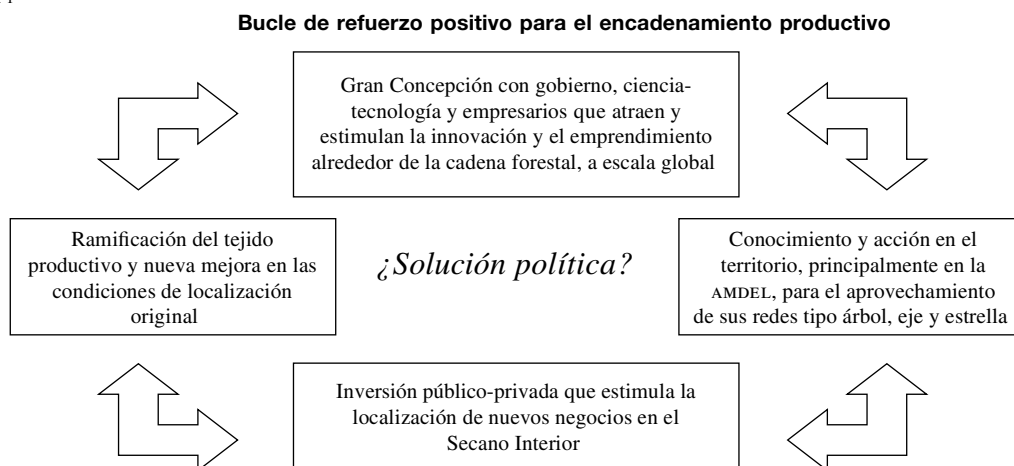 Bucle de refuerzo positivo para el encadenamiento productivo
Gran Concepción con gobierno, ciencia-
tecnología y empresarios que atraen y
estimulan la innovación y el emprendimiento
alrededor de la cadena forestal, a escala global
Ramificación del tejido
productivo y nueva mejora en las
condiciones de localización
original
¿Solución política?
Conocimiento y acción en el
territorio, principalmente en la
AMDEL, para el aprovechamiento
de sus redes tipo árbol, eje y estrella
Inversión público-privada que estimula la
localización de nuevos negocios en el
Secano Interior